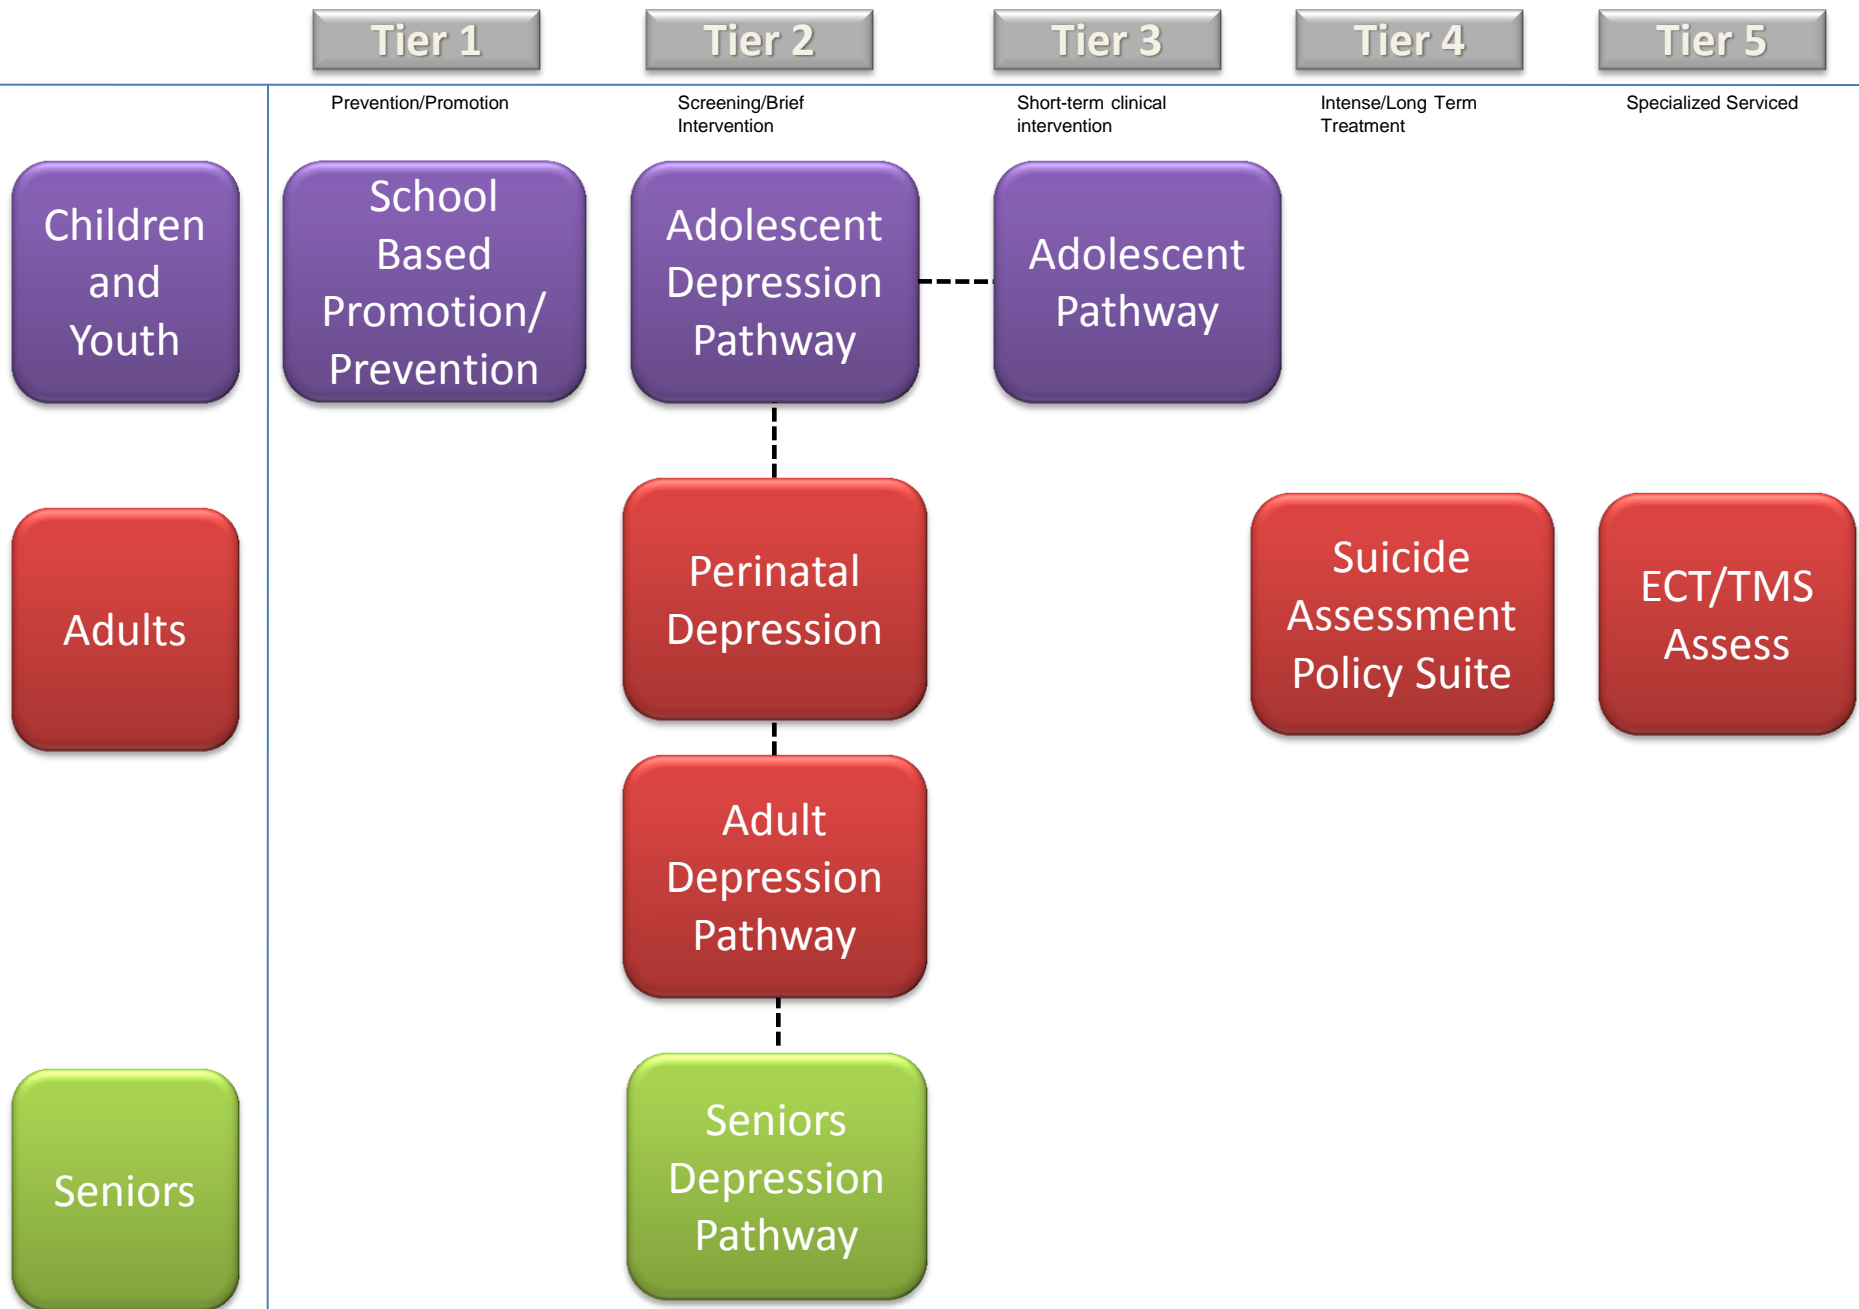 Tier 1
Tier 2
Tier 3
Tier 4
Tier 5
Prevention/Promotion
Screening/Brief
Intervention
Short-term clinical
intervention
Intense/Long Term
Treatment
Specialized Serviced
Children
and
Youth
School
Based
Promotion/
Prevention
Adolescent
Depression
Pathway
Adolescent
Pathway
Adults
Perinatal
Depression
Suicide
Assessment
Policy Suite
ECT/TMS
Assess
Adult
Depression
Pathway
Seniors
Seniors
Depression
Pathway